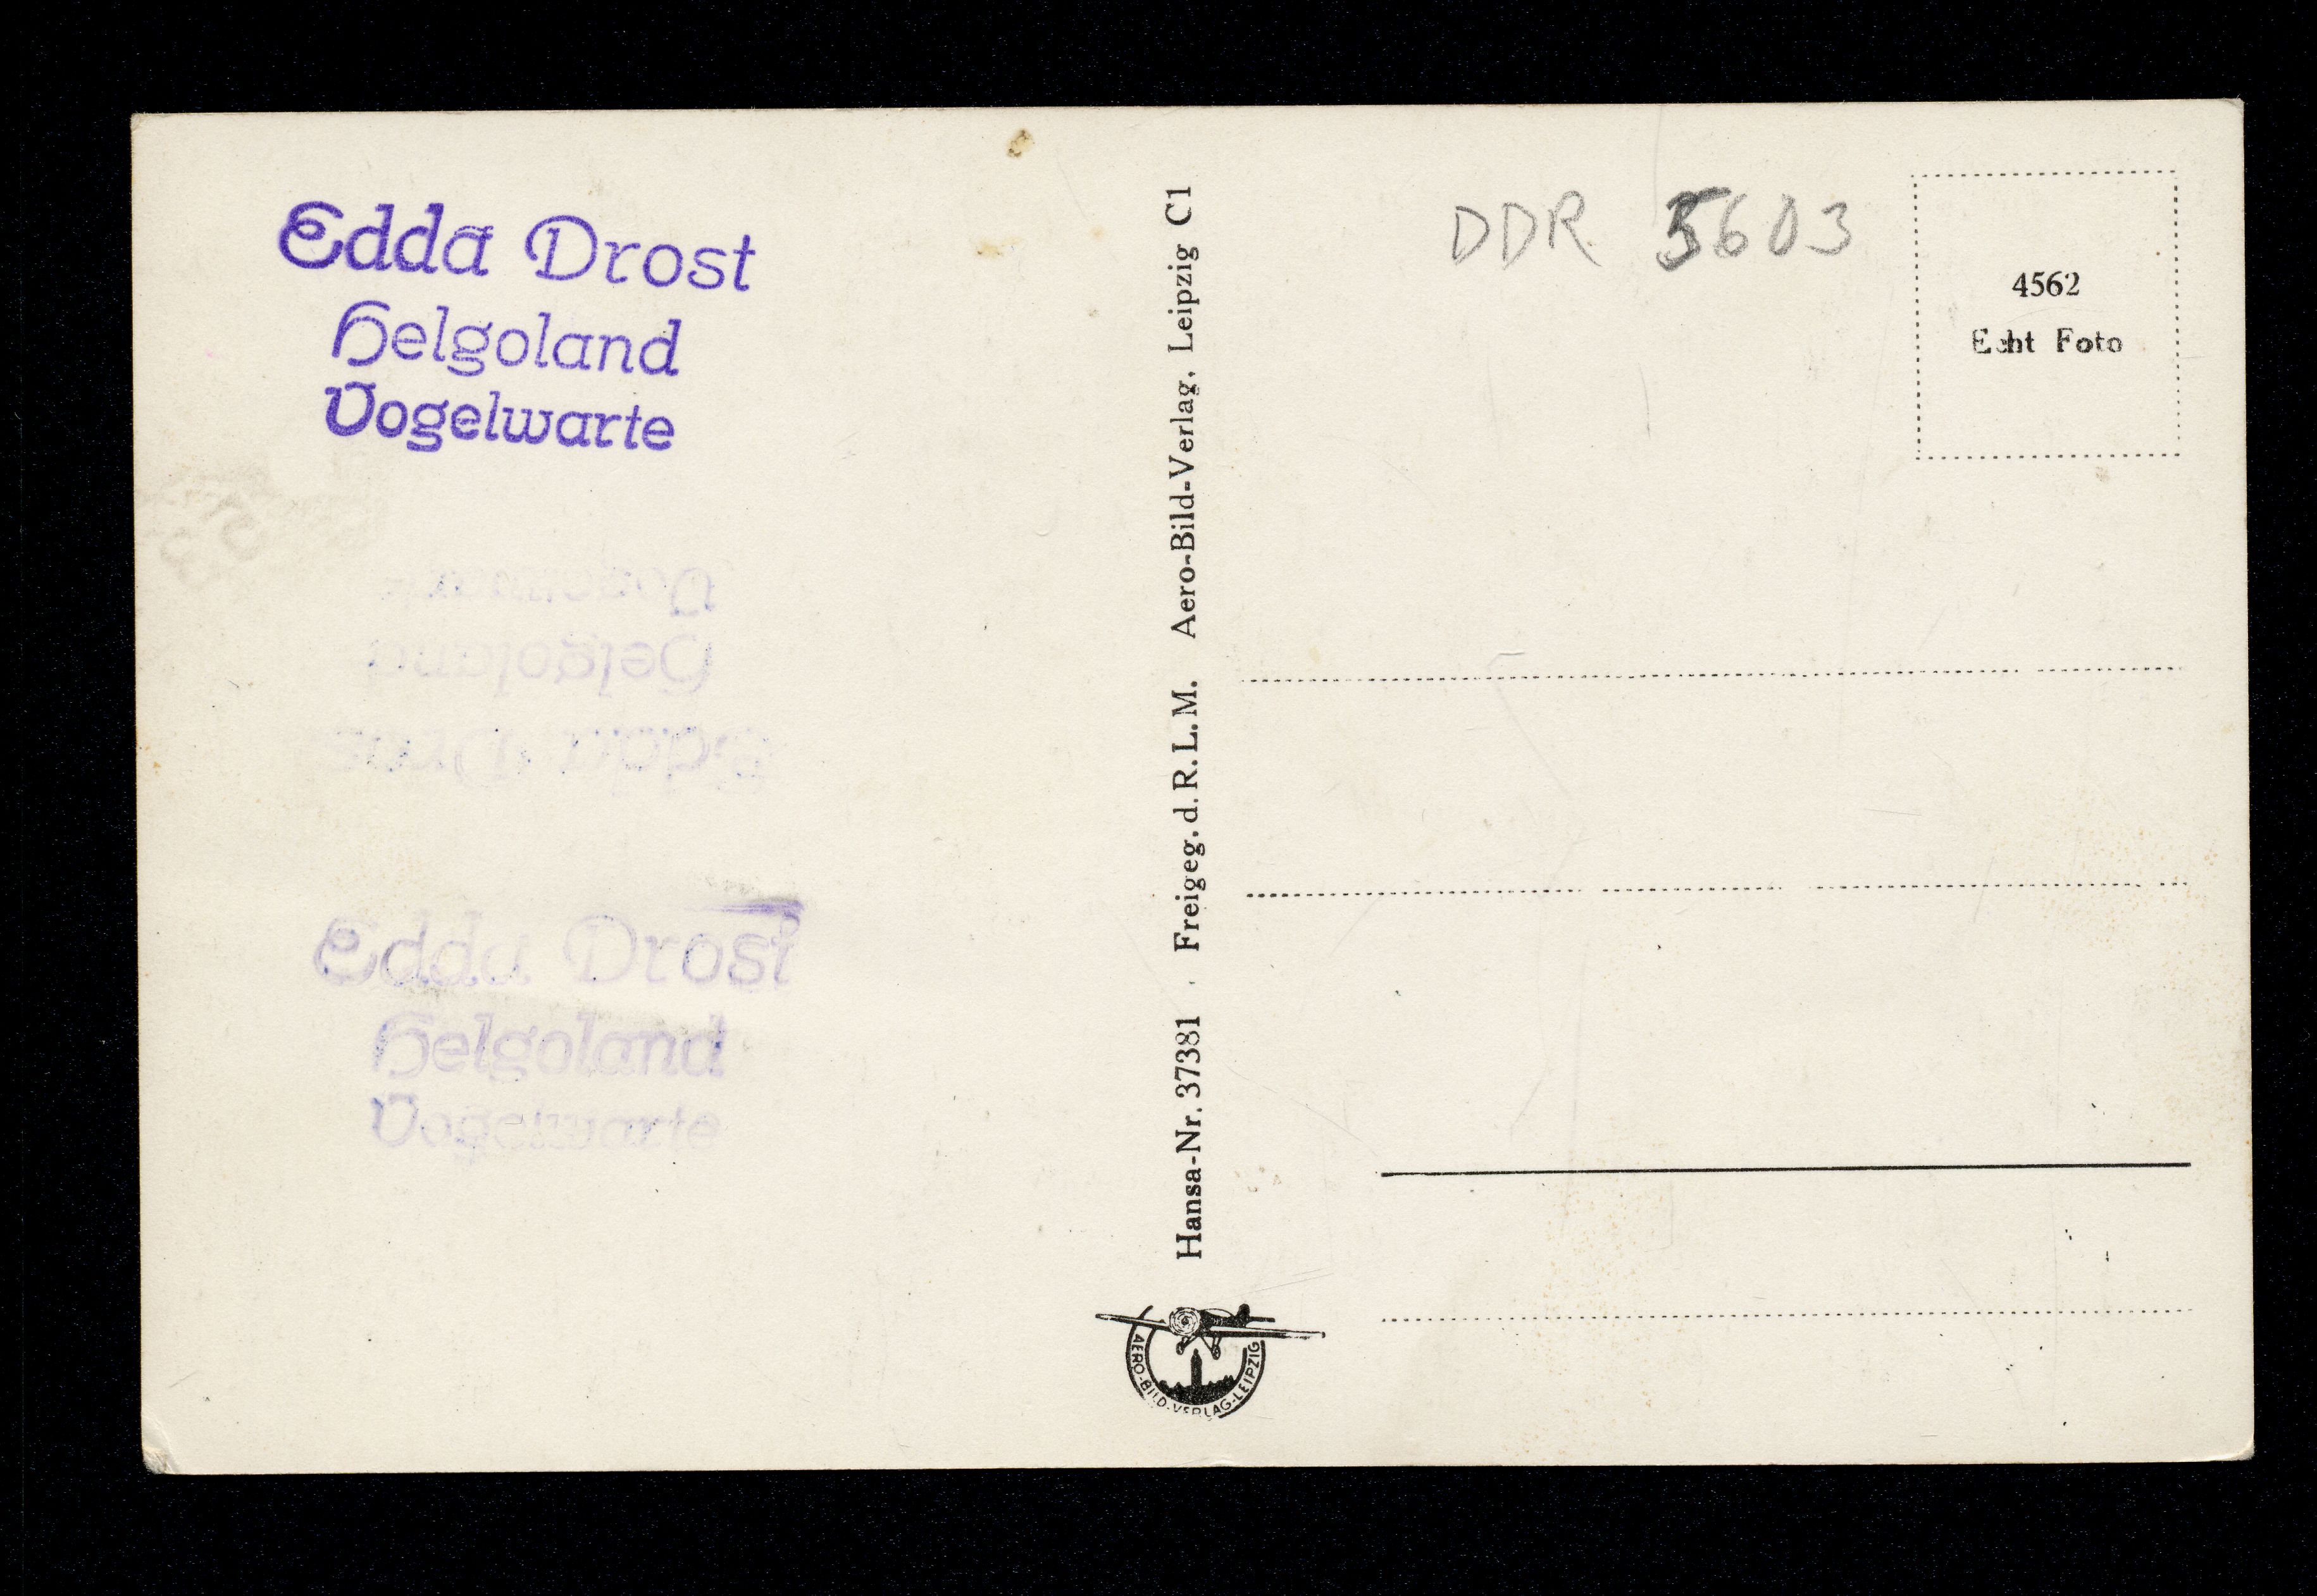 Edda Drost
Helgoland
Vogelwarte
Edda Drost
Helgoland
Vogelwarte
Hansa-Nr. 37381 Freigeg. d. R. L. M. Aero-Bild-Verlag, Leipzig C1
AERO-BILD-VERLAG-LEIPZIG
DDR 5603
4562
Echt Foto